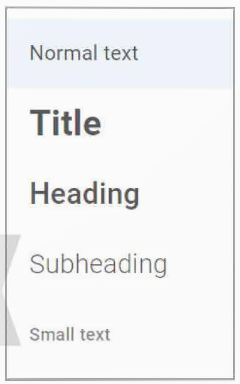 Normal text
Title
Heading
Subheading
Small text